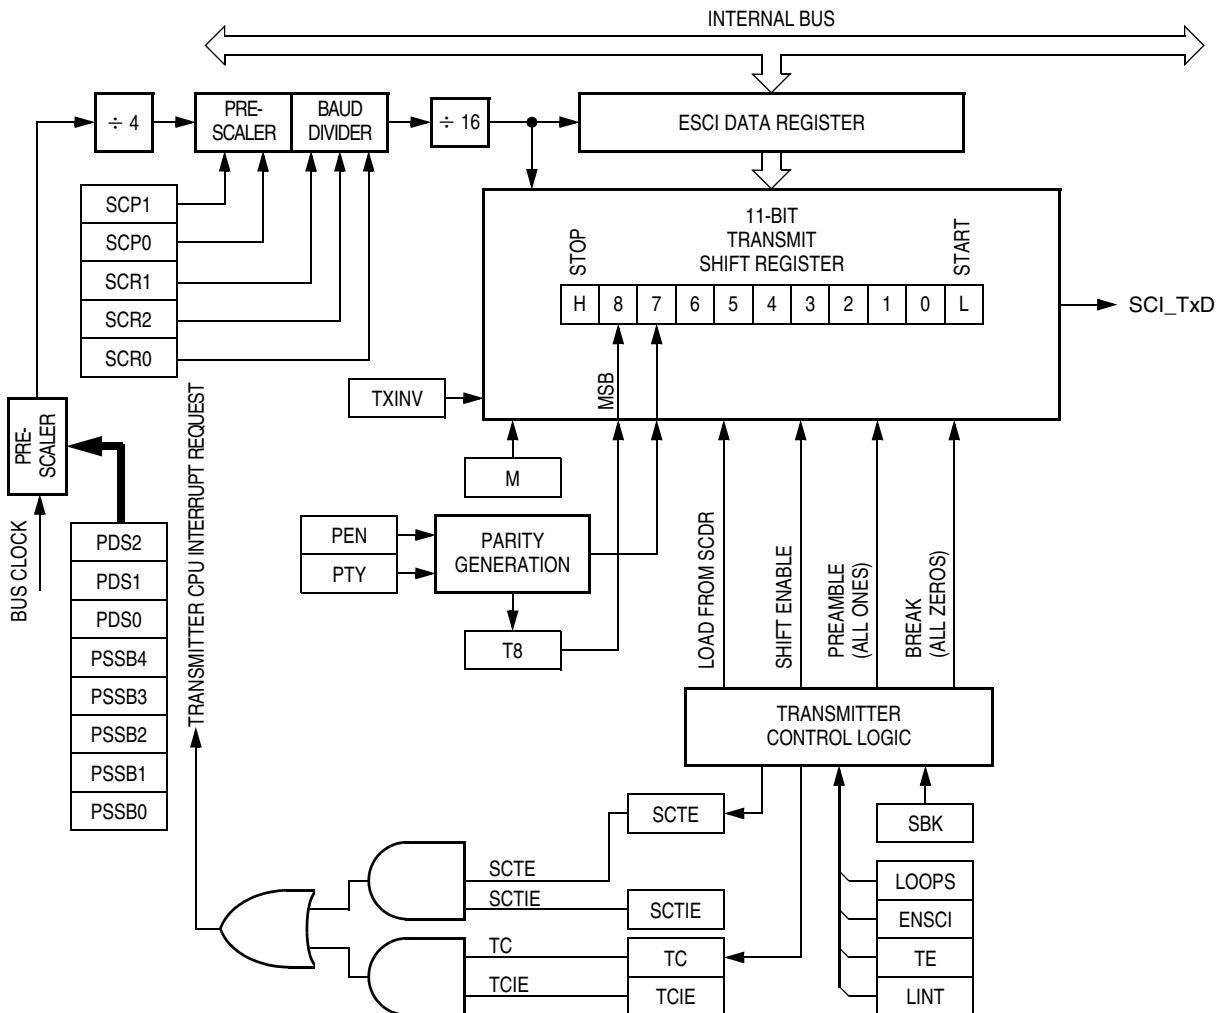 INTERNAL BUS
÷ 4
PRE-
SCALER
BAUD
DIVIDER
÷ 16
ESCI DATA REGISTER
SCP1
SCP0
SCR1
SCR2
SCR0
11-BIT
TRANSMIT
SHIFT REGISTER
STOP
START
H 8 7 6 5 4 3 2 1 0 L
SCI_TxD
MSB
TXINV
M
PRE-
SCALER
BUS CLOCK
PDS2
PDS1
PDS0
PSSB4
PSSB3
PSSB2
PSSB1
PSSB0
TRANSMITTER CPU INTERRUPT REQUEST
PEN
PTY
PARITY
GENERATION
T8
LOAD FROM SCDR
SHIFT ENABLE
PREAMBLE
(ALL ONES)
BREAK
(ALL ZEROS)
TRANSMITTER
CONTROL LOGIC
SCTE
SBK
SCTE
SCTIE
SCTIE
TC
TC
TCIE
TCIE
LOOPS
ENSCI
TE
LINT